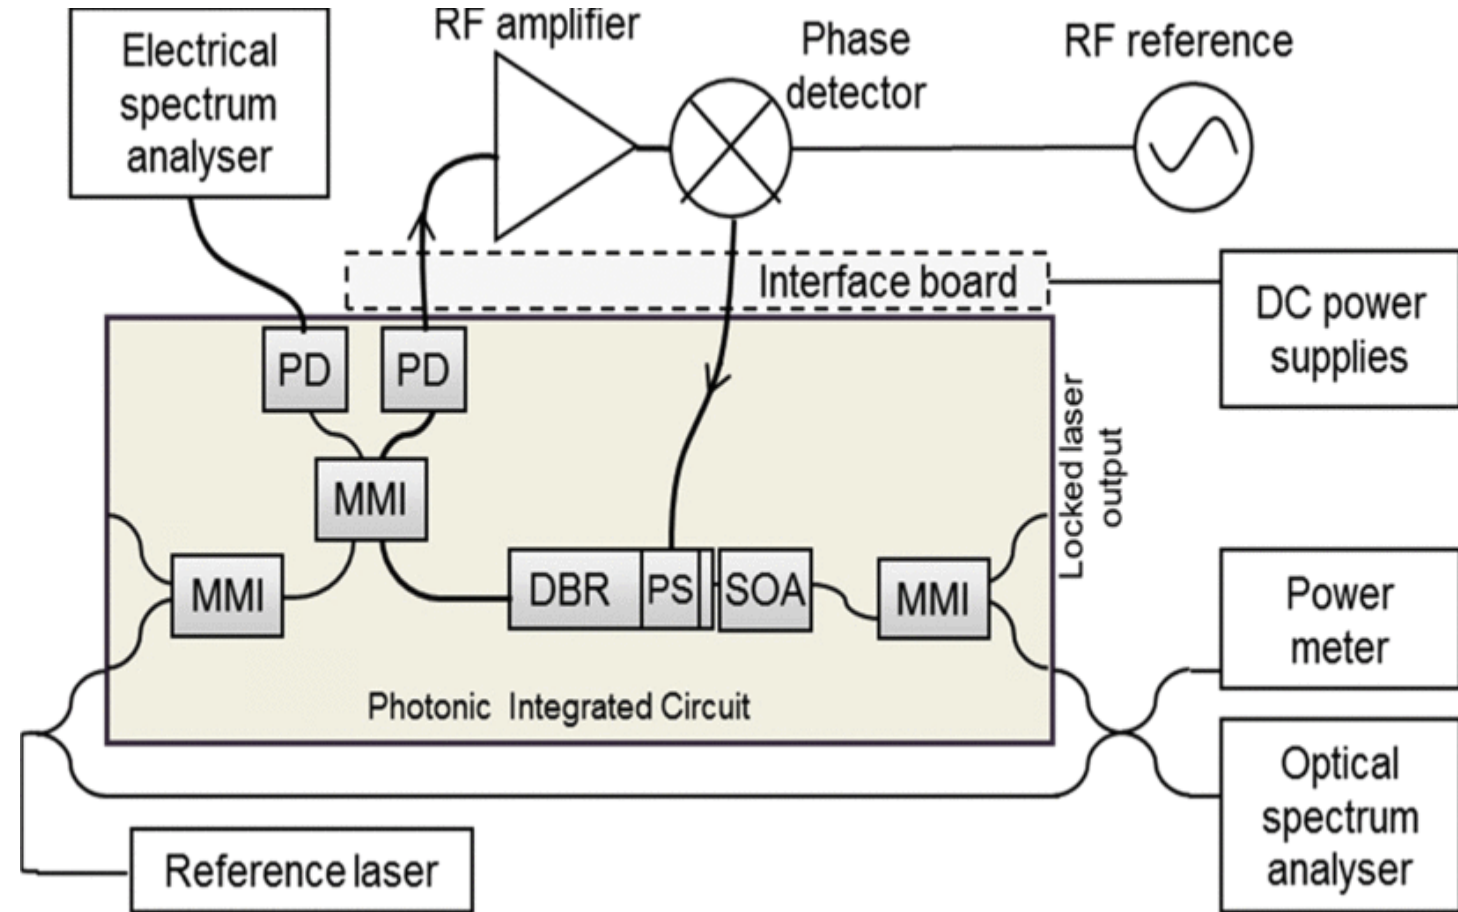 RF amplifier
Phase
detector
RF reference
Electrical
spectrum
analyser
Interface board
DC power
supplies
PD
PD
MMI
MMI
DBR
PS
SOA
MMI
Locked laser
output
Power
meter
Photonic Integrated Circuit
Optical
spectrum
analyser
Reference laser